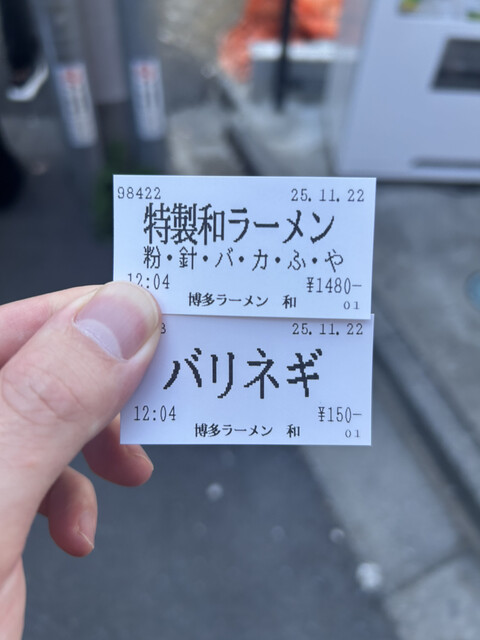 98422 25.11.22
特製和ラーメン
粉・針・バ・カ・ふ・や
12:04 ¥1480-
博多ラーメン 和 01
3 25.11.22
バリネギ
12:04 ¥150-
博多ラーメン 和 01